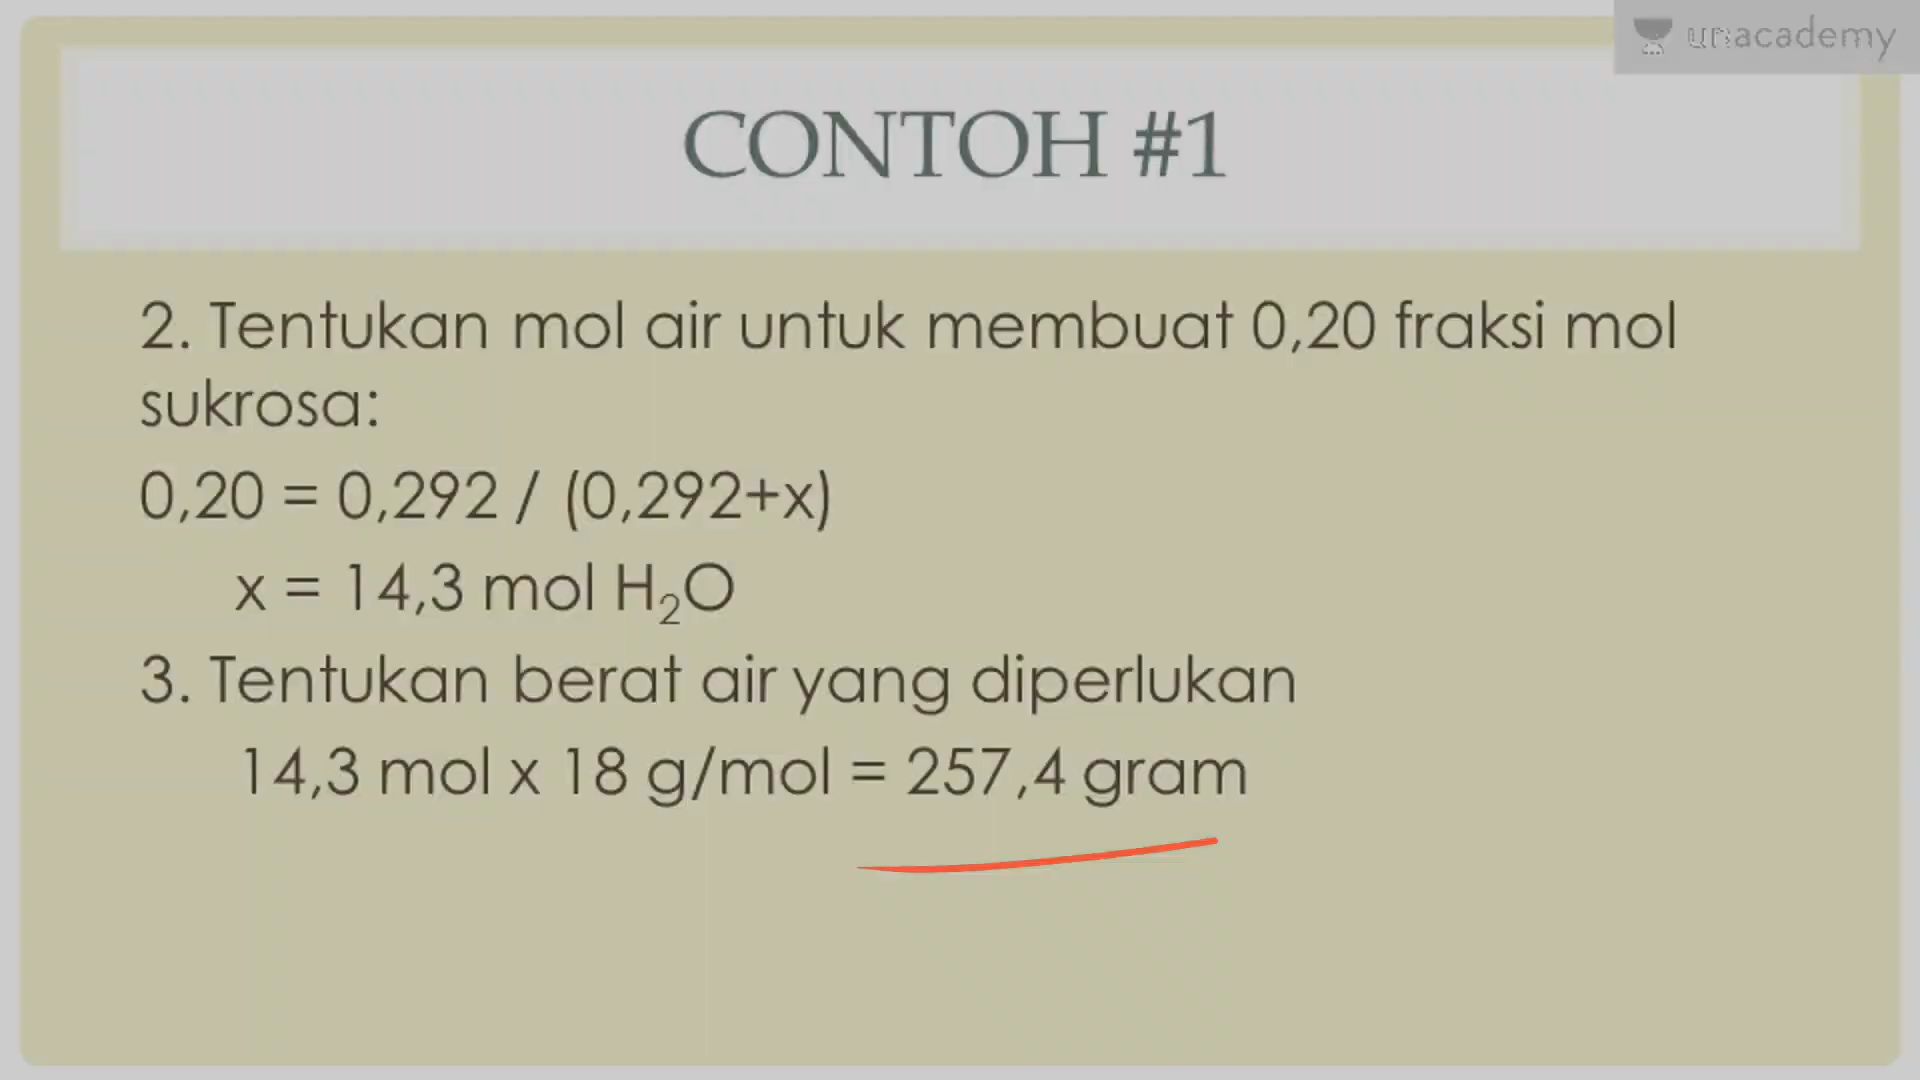 unacademy
CONTOH #1
2. Tentukan mol air untuk membuat 0,20 fraksi mol
sukrosa:
0,20 = 0,292 / (0,292+x)
x = 14,3 mol H₂O
3. Tentukan berat air yang diperlukan
14,3 mol x 18 g/mol = 257,4 gram